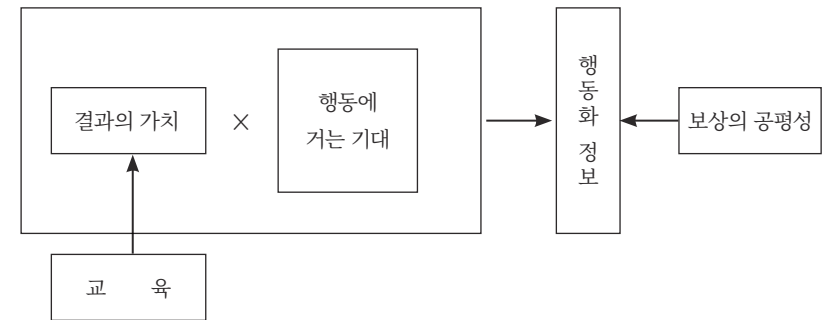 결과의 가치
×
행동에
거는 기대
행동화 정보
보상의 공평성
교 육